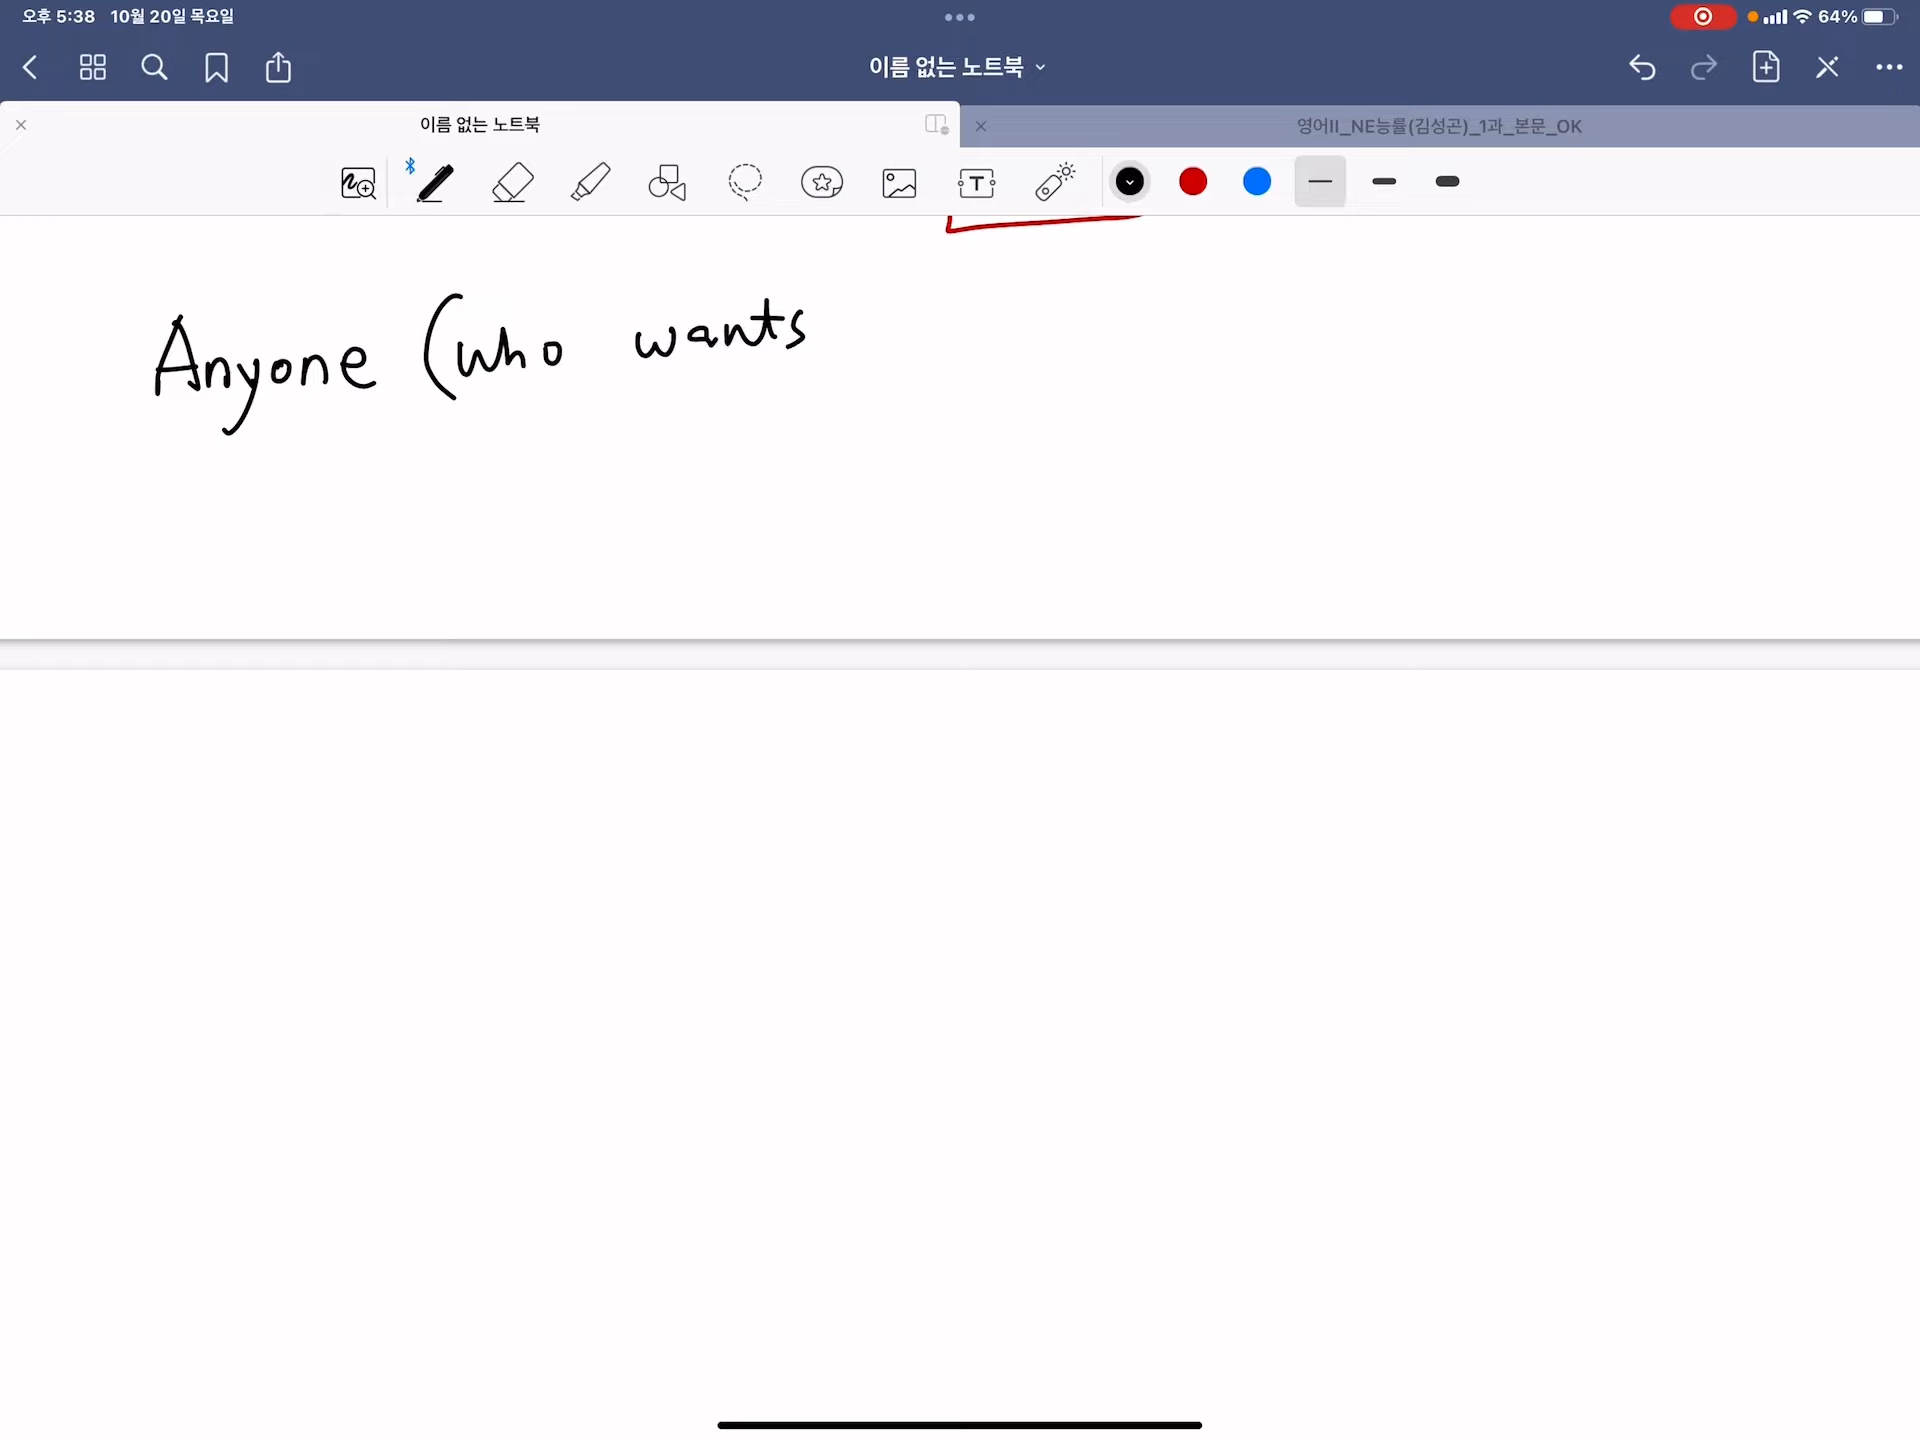 오후 5:38 10월 20일 목요일 64%
이름 없는 노트북
이름 없는 노트북 영어II_NE능률(김성곤)_1과_본문_OK
T
Anyone (who wants